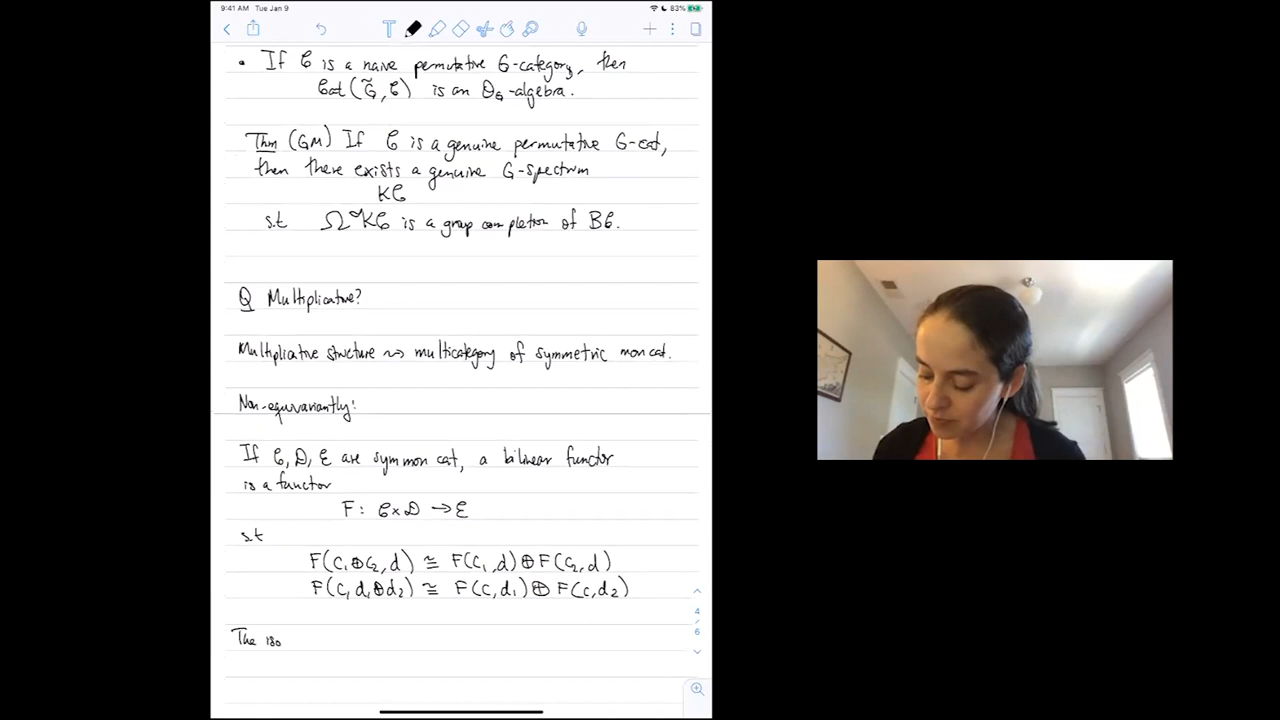 9:41 AM Tue Jan 9
83%
• If 𝒞 is a naive permutative G-category, then
Cat(G̃, 𝒞) is an O_G-algebra.
Thm (GM) If 𝒞 is a genuine permutative G-cat,
then there exists a genuine G-spectrum
K𝒞
s.t Ω^∞K𝒞 is a group completion of B𝒞.
Q Multiplicative?
Multiplicative structure ⇝ multicategory of symmetric mon cat.
Non-equivariantly:
If 𝒞, D, ℰ are sym mon cat, a bilinear functor
is a functor
F: 𝒞×D → ℰ
s.t
F(c₁⊕c₂, d) ≅ F(c₁, d) ⊕ F(c₂, d)
F(c, d₁⊕d₂) ≅ F(c, d₁) ⊕ F(c, d₂)
The iso
4
/
6